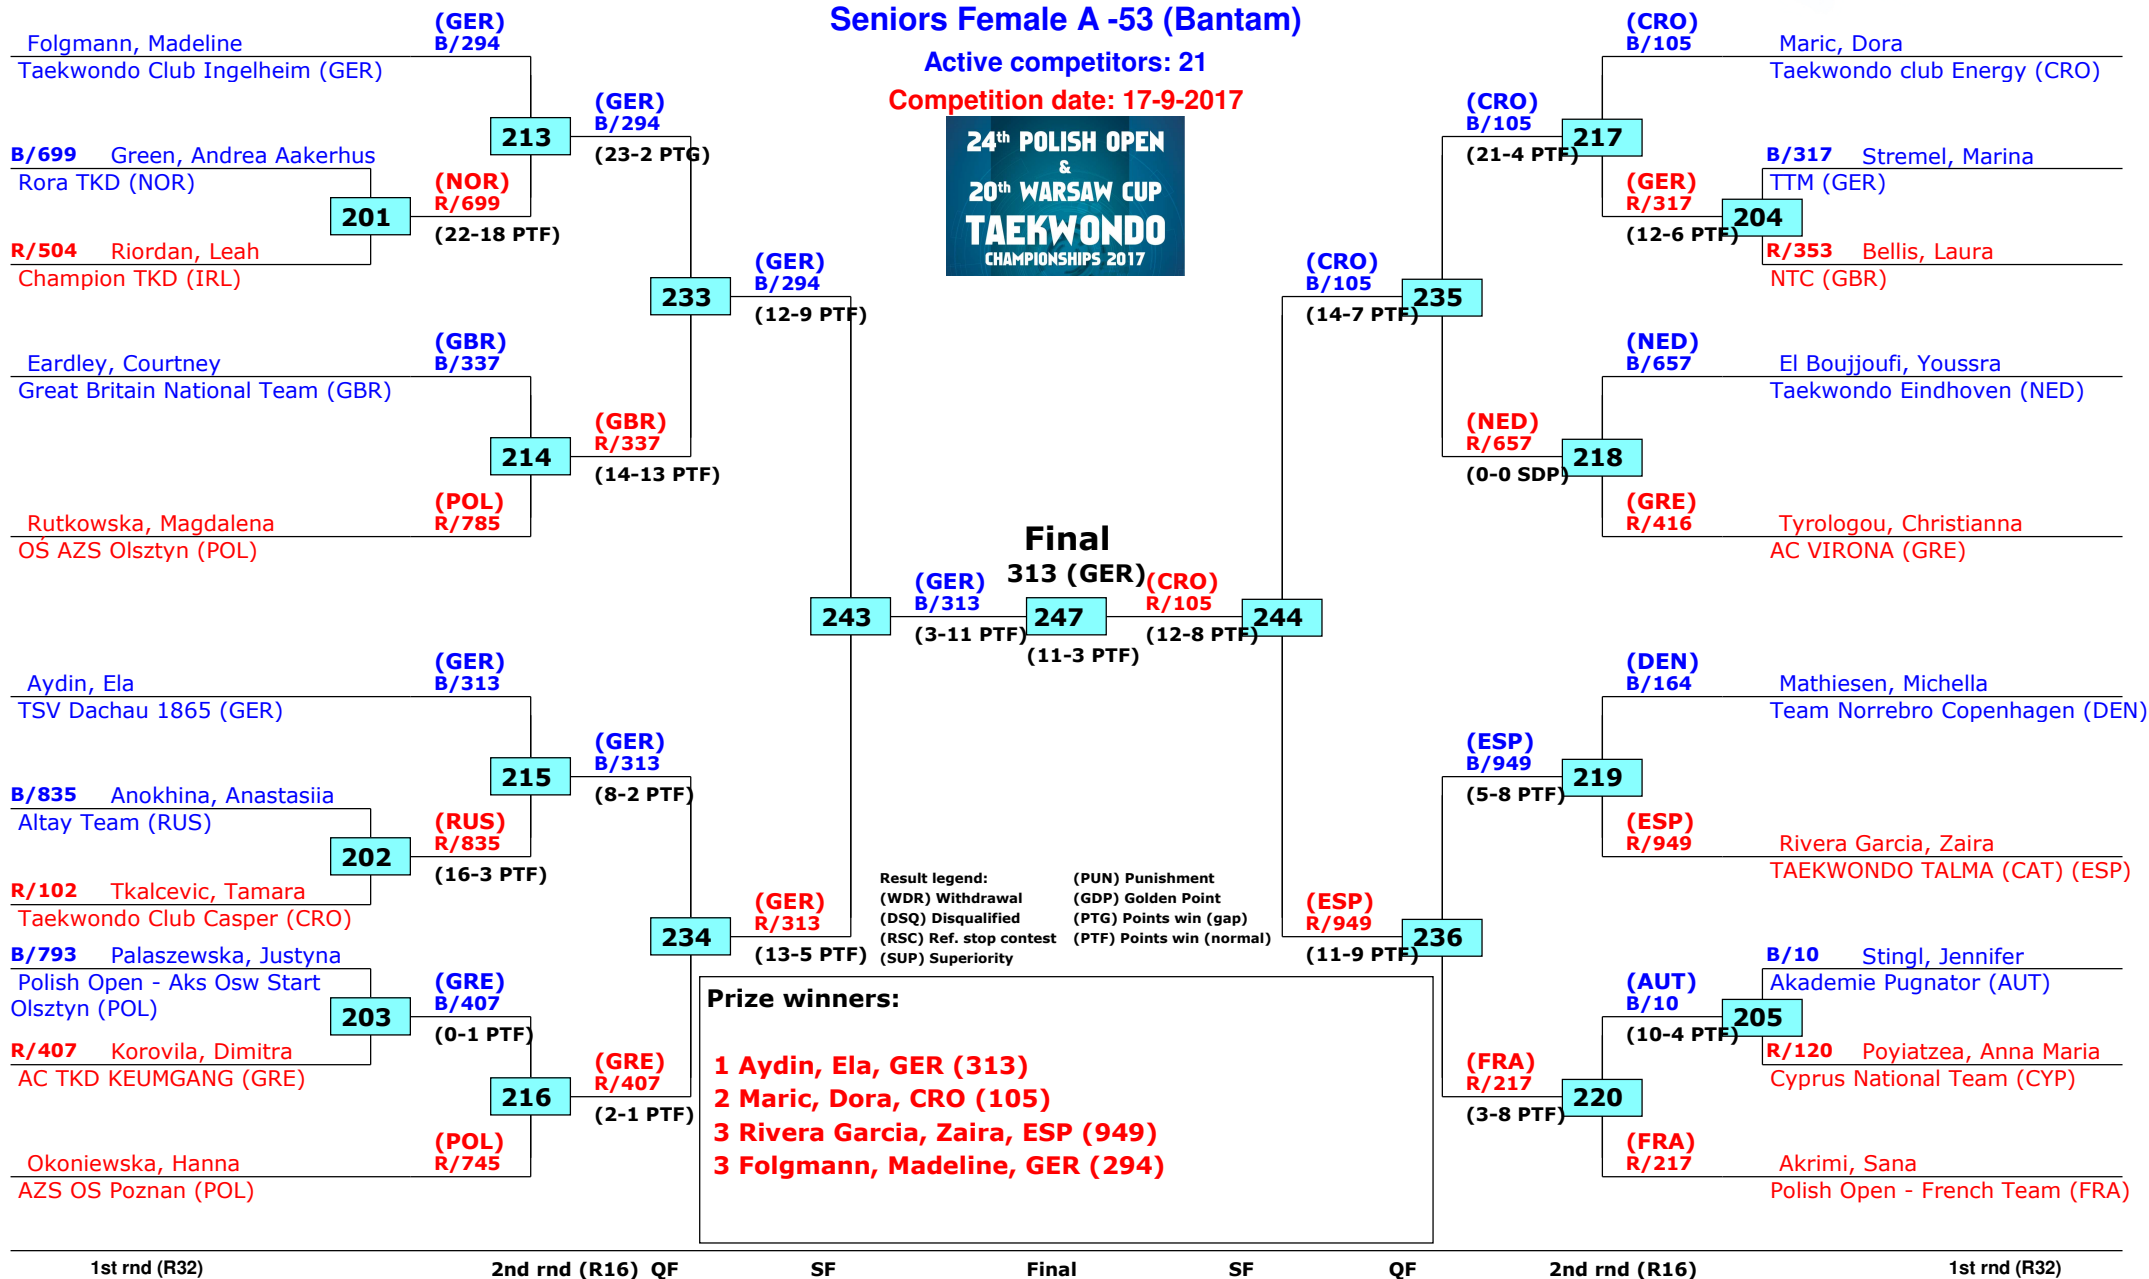 Seniors Female A -53 (Bantam)
Active competitors: 21
Competition date: 17-9-2017
24th POLISH OPEN
&
20th WARSAW CUP
TAEKWONDO
CHAMPIONSHIPS 2017
Folgmann, Madeline
Taekwondo Club Ingelheim (GER)
(GER)
B/294
B/699 Green, Andrea Aakerhus
Rora TKD (NOR)
R/504 Riordan, Leah
Champion TKD (IRL)
201
(NOR)
R/699
(22-18 PTF)
213
(GER)
B/294
(23-2 PTG)
Eardley, Courtney
Great Britain National Team (GBR)
(GBR)
B/337
Rutkowska, Magdalena
OŚ AZS Olsztyn (POL)
(POL)
R/785
214
(GBR)
R/337
(14-13 PTF)
233
(GER)
B/294
(12-9 PTF)
Aydin, Ela
TSV Dachau 1865 (GER)
(GER)
B/313
B/835 Anokhina, Anastasiia
Altay Team (RUS)
R/102 Tkalcevic, Tamara
Taekwondo Club Casper (CRO)
202
(RUS)
R/835
(16-3 PTF)
215
(GER)
B/313
(8-2 PTF)
B/793 Palaszewska, Justyna
Polish Open - Aks Osw Start
Olsztyn (POL)
R/407 Korovila, Dimitra
AC TKD KEUMGANG (GRE)
203
(GRE)
B/407
(0-1 PTF)
Okoniewska, Hanna
AZS OS Poznan (POL)
(POL)
R/745
216
(GRE)
R/407
(2-1 PTF)
234
(GER)
R/313
(13-5 PTF)
243
(GER)
B/313
(3-11 PTF)
Final
313 (GER)
247
(11-3 PTF)
(CRO)
R/105
(12-8 PTF)
244
(CRO)
B/105
(14-7 PTF)
235
(CRO)
B/105
(21-4 PTF)
217
(CRO)
B/105
Maric, Dora
Taekwondo club Energy (CRO)
(GER)
R/317
(12-6 PTF)
204
B/317 Stremel, Marina
TTM (GER)
R/353 Bellis, Laura
NTC (GBR)
(NED)
R/657
(0-0 SDP)
218
(NED)
B/657
El Boujjoufi, Youssra
Taekwondo Eindhoven (NED)
(GRE)
R/416
Tyrologou, Christianna
AC VIRONA (GRE)
(ESP)
R/949
(11-9 PTF)
236
(ESP)
B/949
(5-8 PTF)
219
(DEN)
B/164
Mathiesen, Michella
Team Norrebro Copenhagen (DEN)
(ESP)
R/949
Rivera Garcia, Zaira
TAEKWONDO TALMA (CAT) (ESP)
(FRA)
R/217
(3-8 PTF)
220
(AUT)
B/10
(10-4 PTF)
205
B/10 Stingl, Jennifer
Akademie Pugnator (AUT)
R/120 Poyiatzea, Anna Maria
Cyprus National Team (CYP)
(FRA)
R/217
Akrimi, Sana
Polish Open - French Team (FRA)
Result legend: (PUN) Punishment
(WDR) Withdrawal (GDP) Golden Point
(DSQ) Disqualified (PTG) Points win (gap)
(RSC) Ref. stop contest (PTF) Points win (normal)
(SUP) Superiority
Prize winners:
1 Aydin, Ela, GER (313)
2 Maric, Dora, CRO (105)
3 Rivera Garcia, Zaira, ESP (949)
3 Folgmann, Madeline, GER (294)
1st rnd (R32) 2nd rnd (R16) QF SF Final SF QF 2nd rnd (R16) 1st rnd (R32)